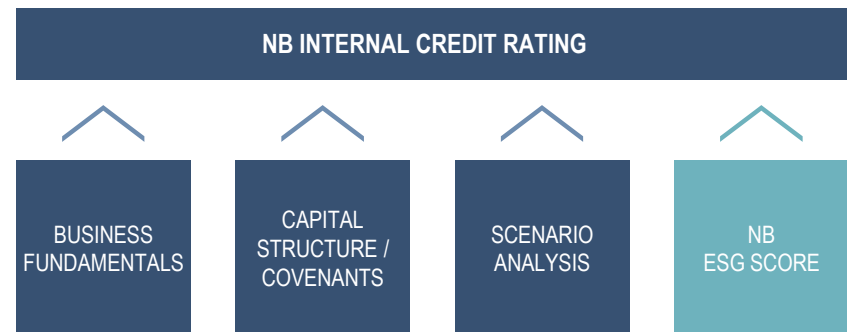 NB INTERNAL CREDIT RATING
BUSINESS
FUNDAMENTALS
CAPITAL
STRUCTURE /
COVENANTS
SCENARIO
ANALYSIS
NB
ESG SCORE